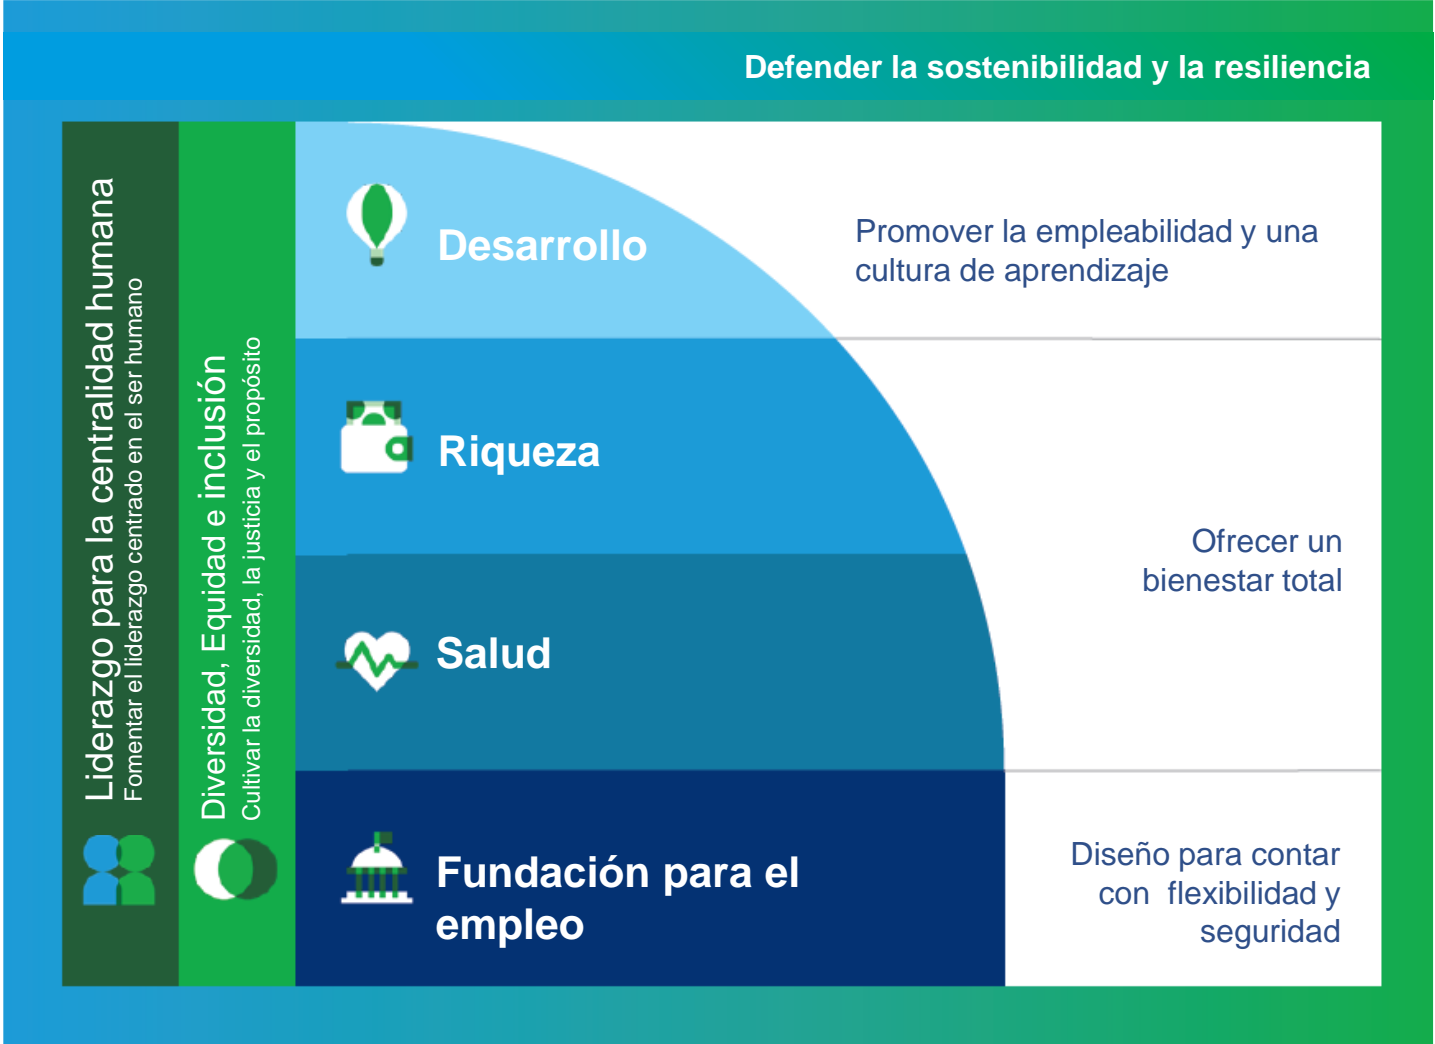 Defender la sostenibilidad y la resiliencia
Liderazgo para la centralidad humana
Fomentar el liderazgo centrado en el ser humano
Diversidad, Equidad e inclusión
Cultivar la diversidad, la justicia y el propósito
Desarrollo
Promover la empleabilidad y una
cultura de aprendizaje
Riqueza
Salud
Ofrecer un
bienestar total
Fundación para el
empleo
Diseño para contar
con flexibilidad y
seguridad